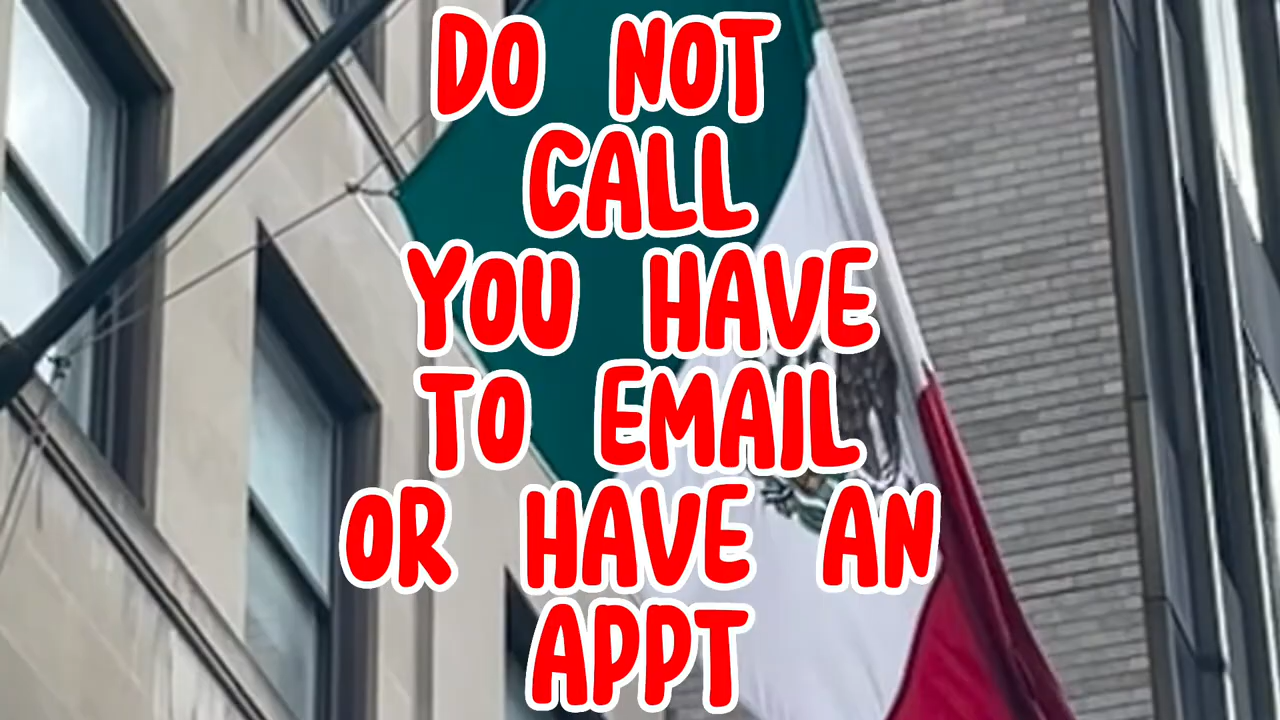 DO NOT
CALL
YOU HAVE
TO EMAIL
OR HAVE AN
APPT